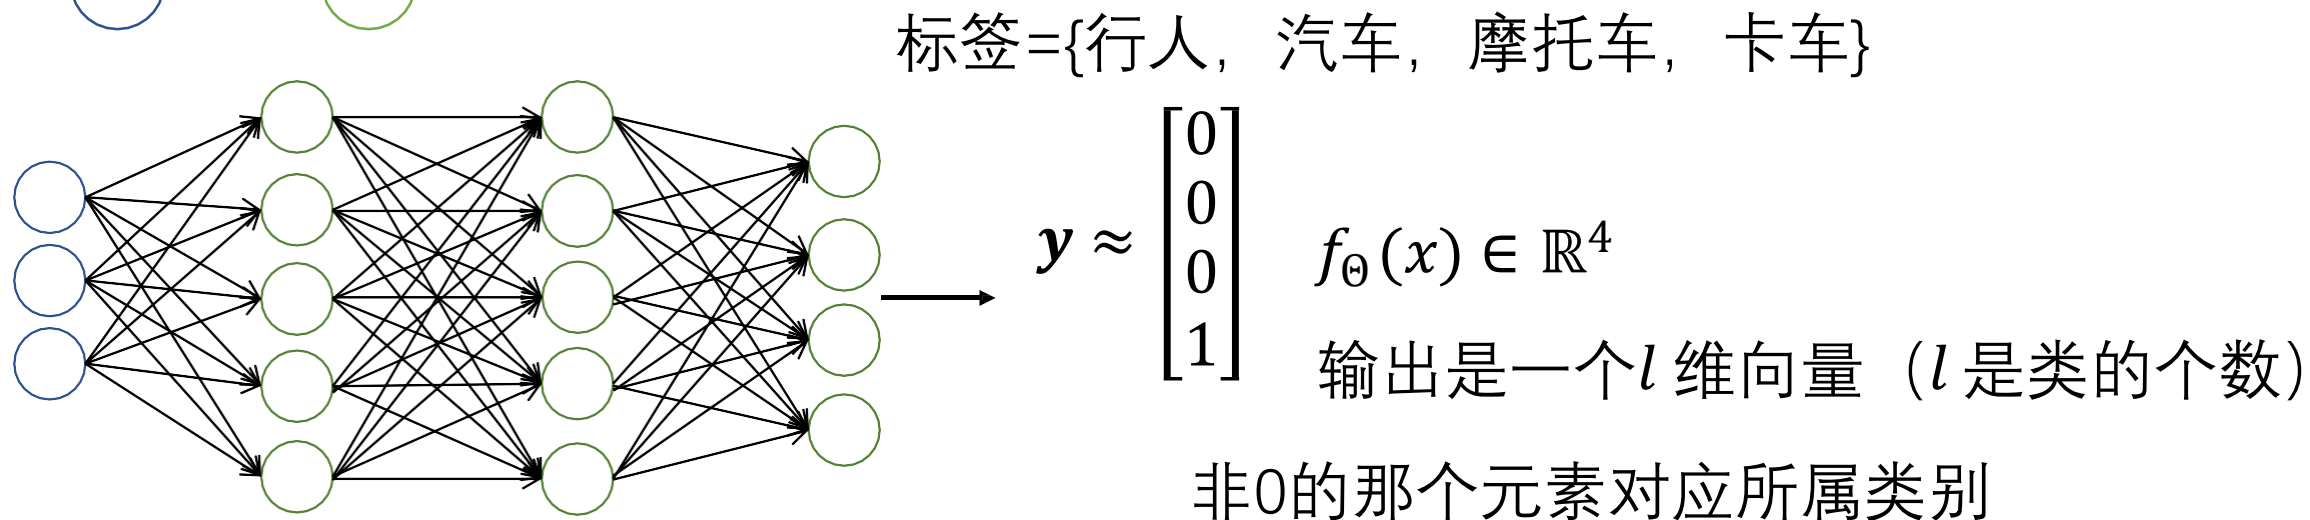 标签={行人，汽车，摩托车，卡车}
y ≈ [0 0 0 1]
f_Θ(x) ∈ ℝ^4
输出是一个l 维向量（l 是类的个数）
非0的那个元素对应所属类别